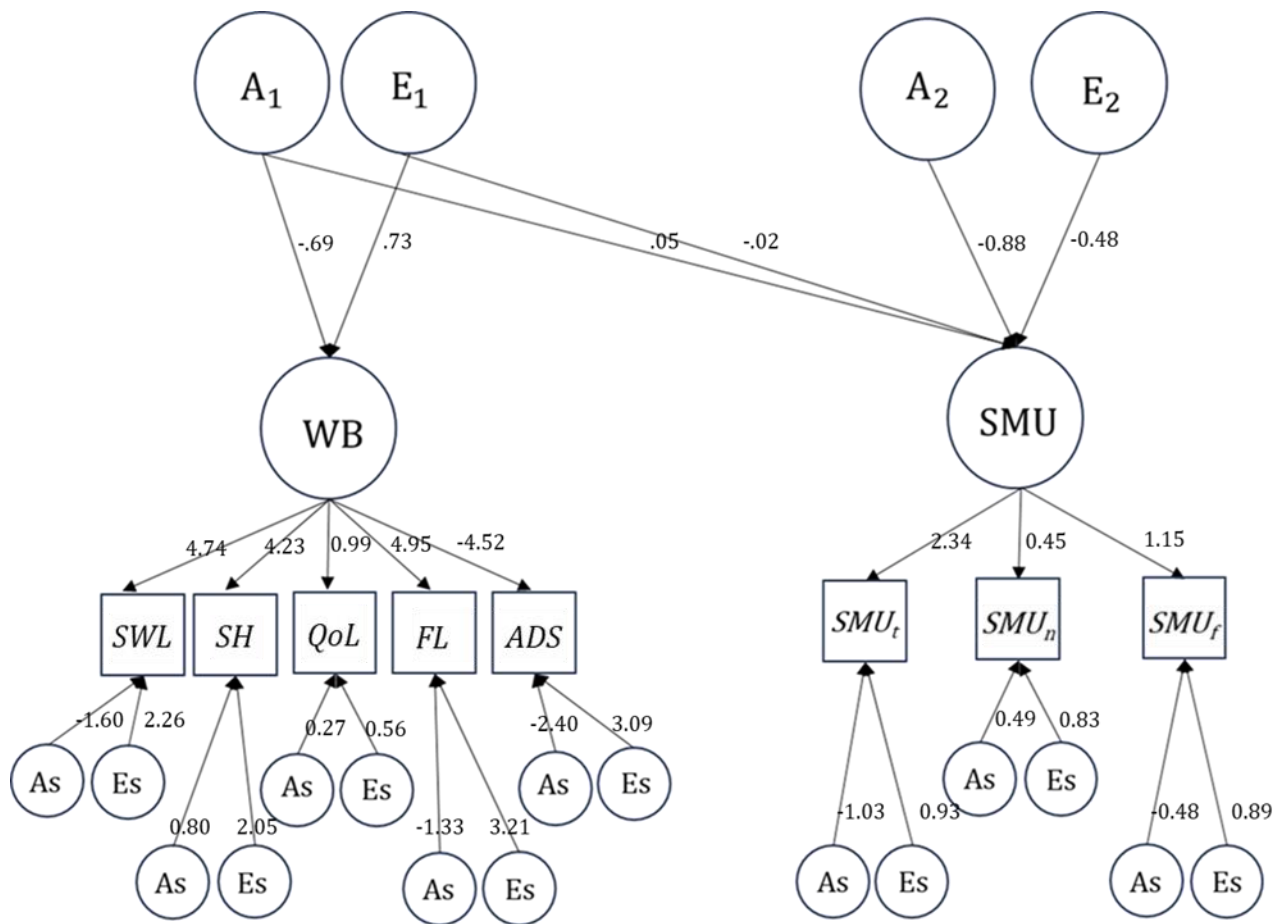 A₁ E₁ A₂ E₂
-.69 .73 .05 -.02 -0.88 -0.48
WB SMU
4.74 4.23 0.99 4.95 -4.52 2.34 0.45 1.15
SWL SH QoL FL ADS SMUₜ SMUₙ SMU_f
-1.60 2.26 0.27 0.56 -2.40 3.09 0.49 0.83
As Es As Es As Es As Es
0.80 2.05 -1.33 3.21 -1.03 0.93 -0.48 0.89
As Es As Es As Es As Es